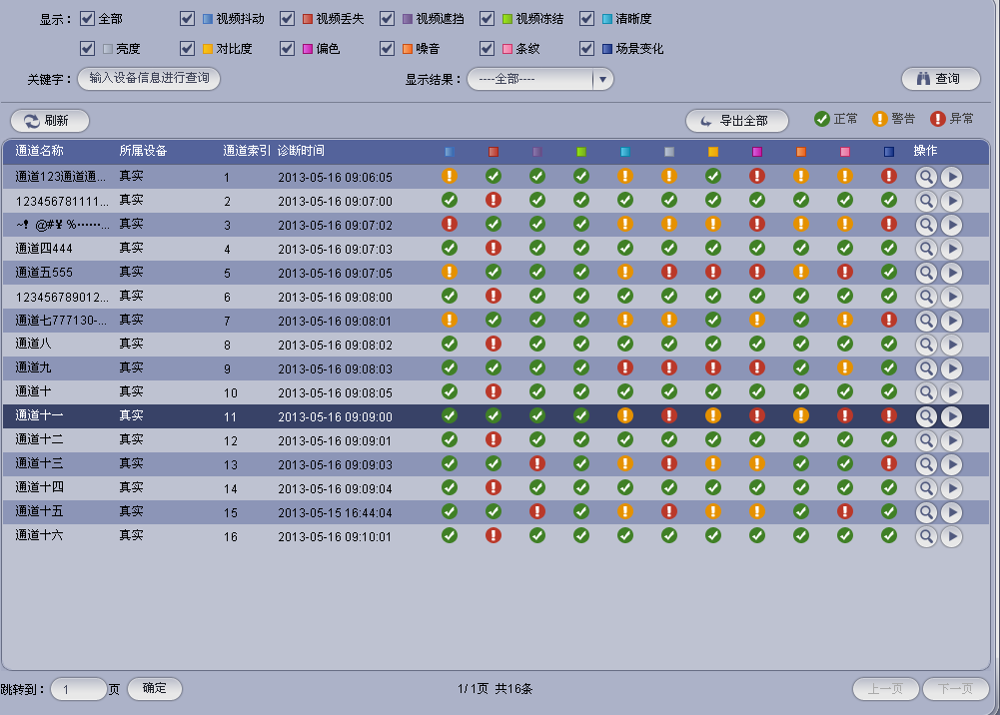 显示： 全部 视频抖动 视频丢失 视频遮挡 视频冻结 清晰度
亮度 对比度 偏色 噪音 条纹 场景变化
关键字： 输入设备信息进行查询 显示结果： ----全部---- 查询
刷新 导出全部 正常 警告 异常
通道名称 所属设备 通道索引 诊断时间 操作
通道123通道通... 真实 1 2013-05-16 09:06:05
123456781111... 真实 2 2013-05-16 09:07:00
~! @#¥ %……... 真实 3 2013-05-16 09:07:02
通道四444 真实 4 2013-05-16 09:07:03
通道五555 真实 5 2013-05-16 09:07:05
123456789012... 真实 6 2013-05-16 09:08:00
通道七777130-... 真实 7 2013-05-16 09:08:01
通道八 真实 8 2013-05-16 09:08:02
通道九 真实 9 2013-05-16 09:08:03
通道十 真实 10 2013-05-16 09:08:05
通道十一 真实 11 2013-05-16 09:09:00
通道十二 真实 12 2013-05-16 09:09:01
通道十三 真实 13 2013-05-16 09:09:03
通道十四 真实 14 2013-05-16 09:09:04
通道十五 真实 15 2013-05-15 16:44:04
通道十六 真实 16 2013-05-16 09:10:01
跳转到： 1 页 确定 1/1页 共16条 上一页 下一页